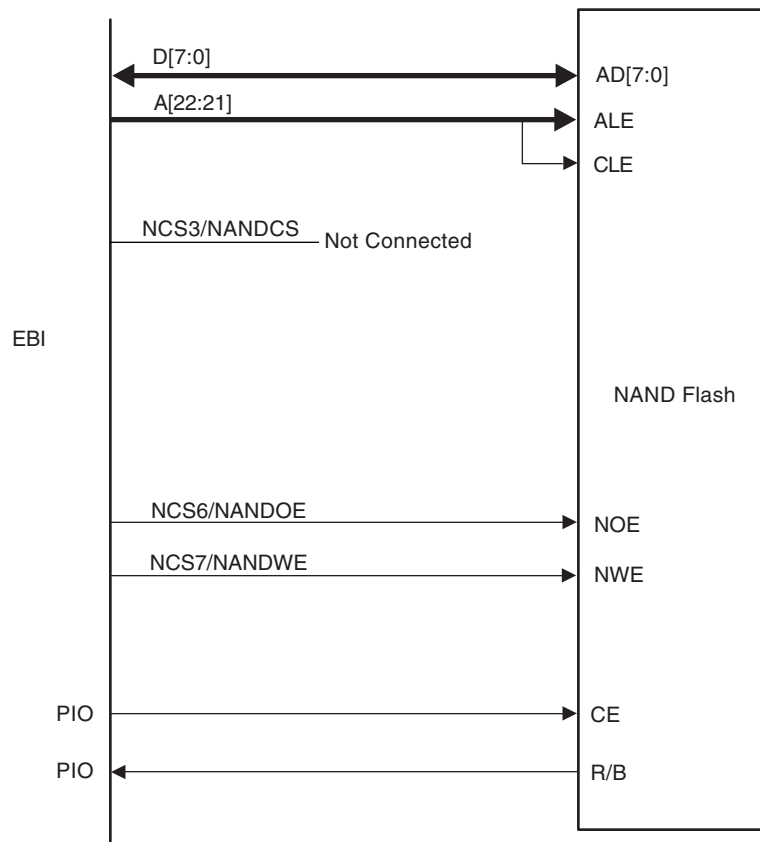 D[7:0]
AD[7:0]
A[22:21]
ALE
CLE
NCS3/NANDCS
Not Connected
EBI
NAND Flash
NCS6/NANDOE
NOE
NCS7/NANDWE
NWE
PIO
CE
PIO
R/B